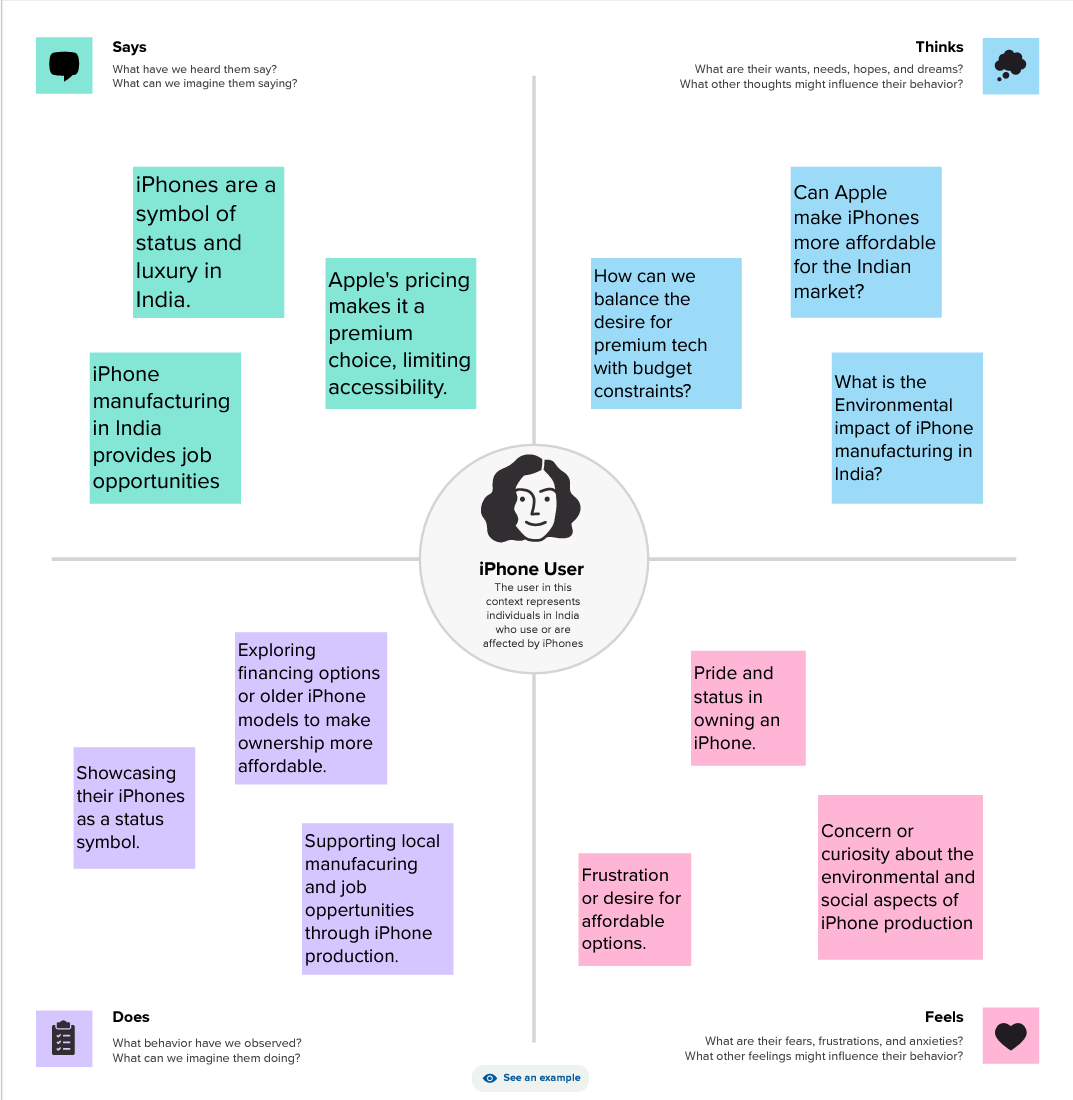 Says
What have we heard them say?
What can we imagine them saying?
Thinks
What are their wants, needs, hopes, and dreams?
What other thoughts might influence their behavior?
iPhones are a
symbol of
status and
luxury in
India.
Apple's pricing
makes it a
premium
choice, limiting
accessibility.
iPhone
manufacturing
in India
provides job
opportunities
Can Apple
make iPhones
more affordable
for the Indian
market?
How can we
balance the
desire for
premium tech
with budget
constraints?
What is the
Environmental
impact of iPhone
manufacturing in
India?
iPhone User
The user in this
context represents
individuals in India
who use or are
affected by iPhones
Exploring
financing options
or older iPhone
models to make
ownership more
affordable.
Showcasing
their iPhones
as a status
symbol.
Supporting local
manufacuring
and job
oppertunities
through iPhone
production.
Pride and
status in
owning an
iPhone.
Concern or
curiosity about the
environmental and
social aspects of
iPhone production
Frustration
or desire for
affordable
options.
Does
What behavior have we observed?
What can we imagine them doing?
Feels
What are their fears, frustrations, and anxieties?
What other feelings might influence their behavior?
See an example